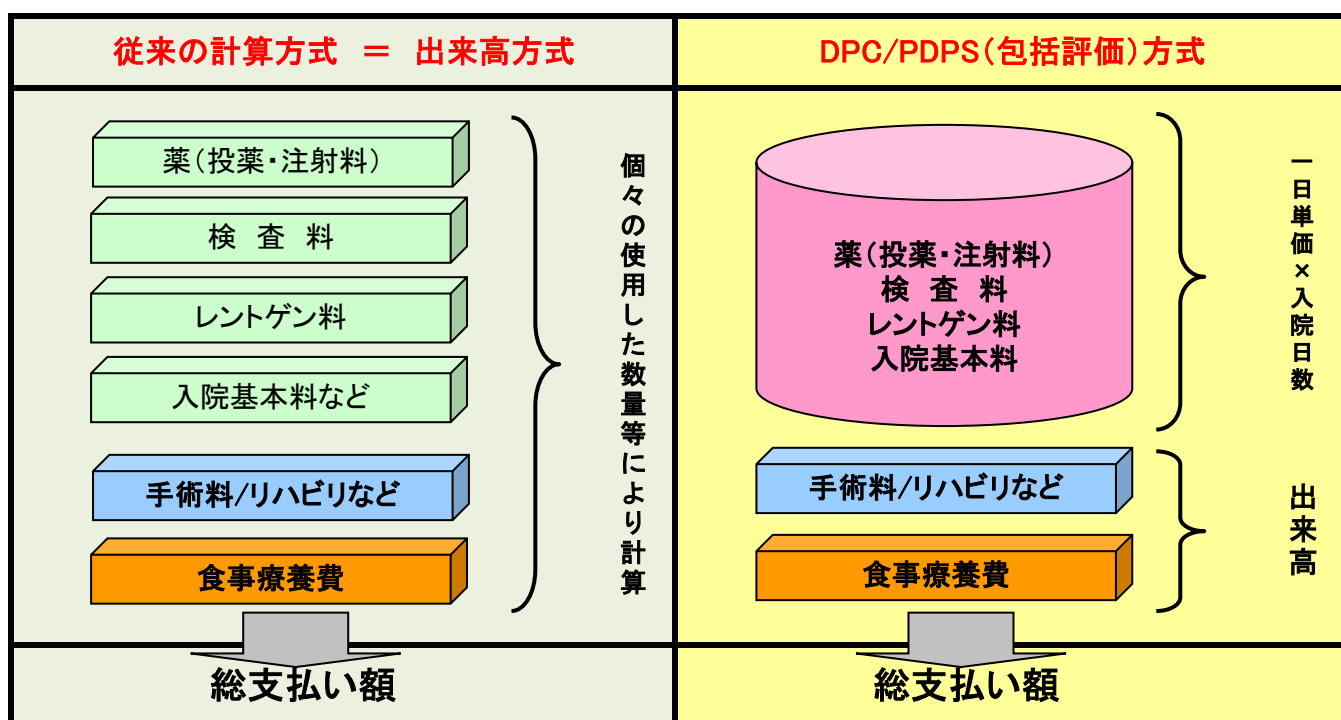 従来の計算方式 ＝ 出来高方式
薬（投薬・注射料）
検 査 料
レントゲン料
入院基本料など
手術料/リハビリなど
食事療養費
個々の使用した数量等により計算
総支払い額
DPC/PDPS（包括評価）方式
薬（投薬・注射料）
検 査 料
レントゲン料
入院基本料
一日単価×入院日数
手術料/リハビリなど
食事療養費
出来高
総支払い額